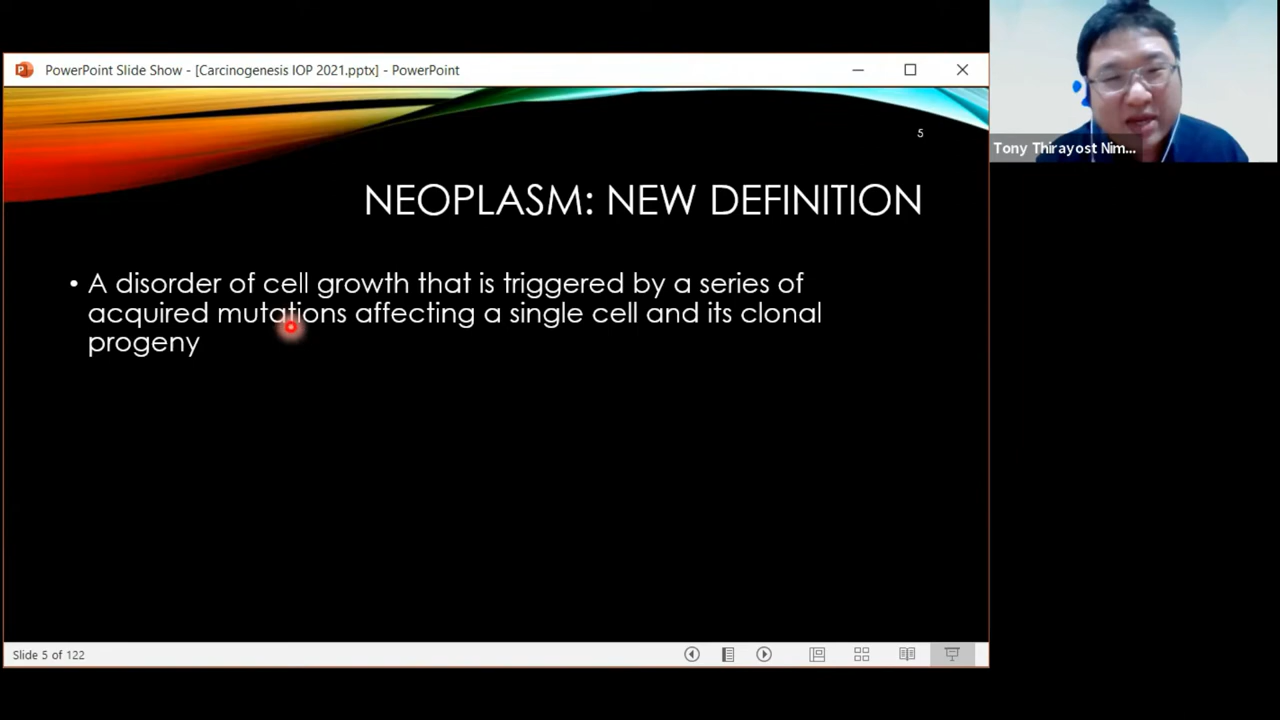 PowerPoint Slide Show - [Carcinogenesis IOP 2021.pptx] - PowerPoint
5
NEOPLASM: NEW DEFINITION
• A disorder of cell growth that is triggered by a series of
acquired mutations affecting a single cell and its clonal
progeny
Slide 5 of 122
Tony Thirayost Nim...